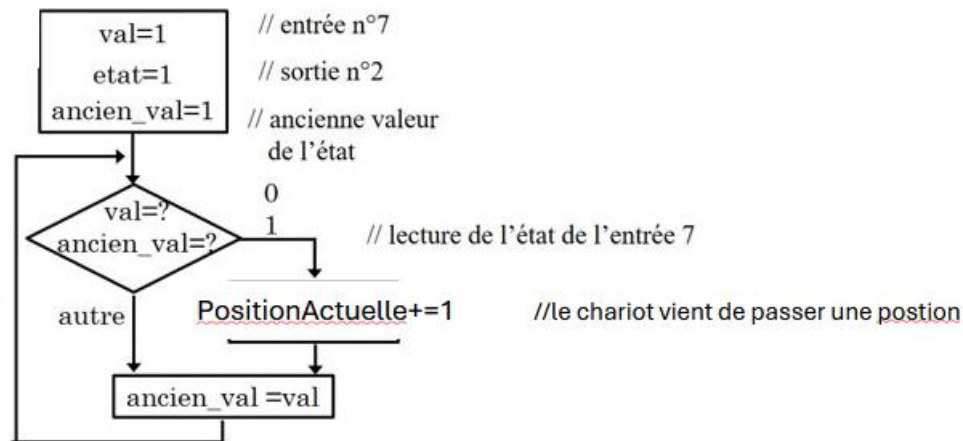 val=1 // entrée n°7
etat=1 // sortie n°2
ancien_val=1 // ancienne valeur
de l’état
0
val=? 1
ancien_val=? // lecture de l’état de l’entrée 7
autre PositionActuelle+=1 //le chariot vient de passer une postion
ancien_val =val